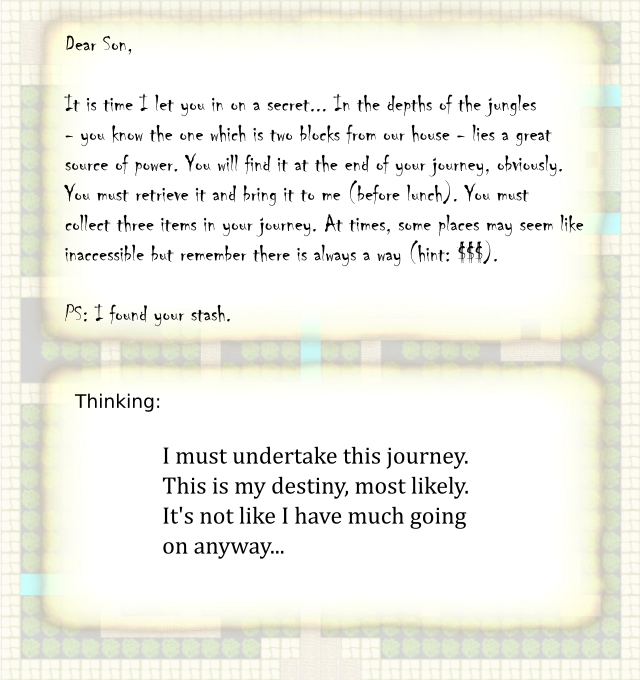 Dear Son,
It is time I let you in on a secret... In the depths of the jungles
- you know the one which is two blocks from our house - lies a great
source of power. You will find it at the end of your journey, obviously.
You must retrieve it and bring it to me (before lunch). You must
collect three items in your journey. At times, some places may seem like
inaccessible but remember there is always a way (hint: $$$).
PS: I found your stash.
Thinking:
I must undertake this journey.
This is my destiny, most likely.
It's not like I have much going
on anyway...